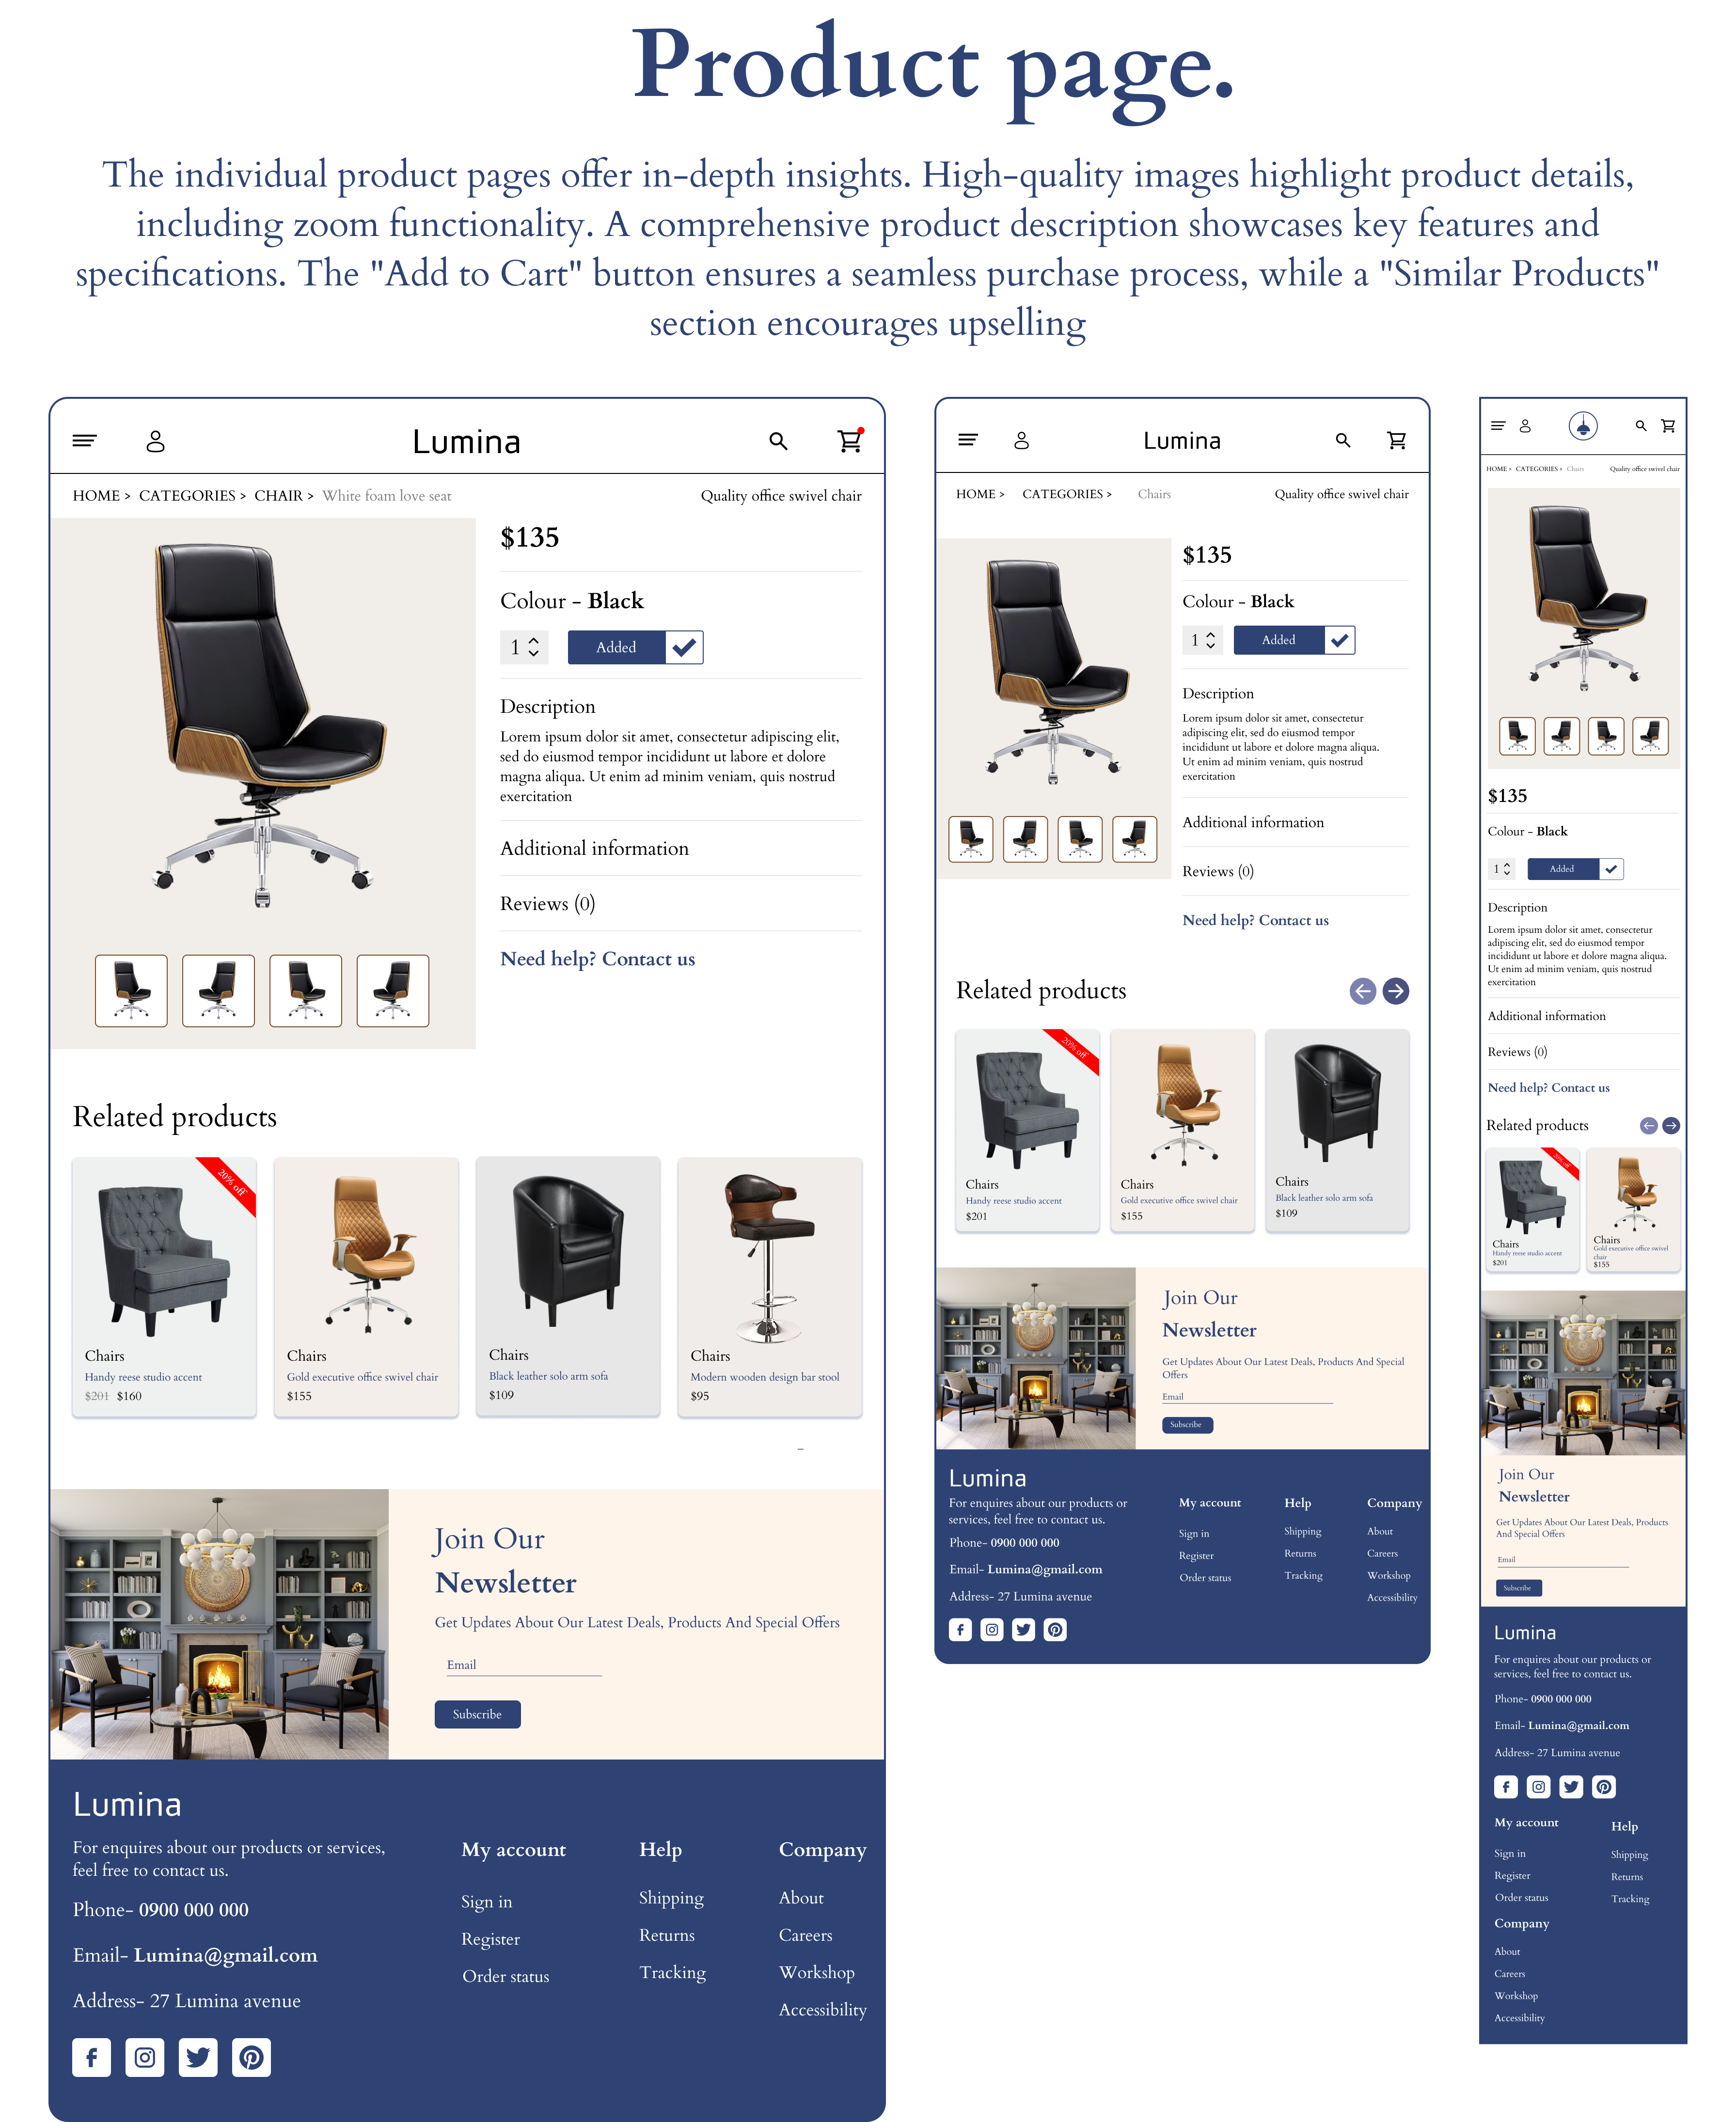 Product page.
The individual product pages offer in-depth insights. High-quality images highlight product details,
including zoom functionality. A comprehensive product description showcases key features and
specifications. The "Add to Cart" button ensures a seamless purchase process, while a "Similar Products"
section encourages upselling
Lumina
HOME > CATEGORIES > CHAIR > White foam love seat
Quality office swivel chair
$135
Colour - Black
1
Added
Description
Lorem ipsum dolor sit amet, consectetur adipiscing elit,
sed do eiusmod tempor incididunt ut labore et dolore
magna aliqua. Ut enim ad minim veniam, quis nostrud
exercitation
Additional information
Reviews (0)
Need help? Contact us
Related products
20% off
Chairs
Handy reese studio accent
$201 $160
Chairs
Gold executive office swivel chair
$155
Chairs
Black leather solo arm sofa
$109
Chairs
Modern wooden design bar stool
$95
Join Our
Newsletter
Get Updates About Our Latest Deals, Products And Special Offers
Email
Subscribe
Lumina
For enquires about our products or services,
feel free to contact us.
Phone- 0900 000 000
Email- Lumina@gmail.com
Address- 27 Lumina avenue
My account
Sign in
Register
Order status
Help
Shipping
Returns
Tracking
Company
About
Careers
Workshop
Accessibility
Lumina
HOME > CATEGORIES > Chairs
Quality office swivel chair
$135
Colour - Black
1
Added
Description
Lorem ipsum dolor sit amet, consectetur
adipiscing elit, sed do eiusmod tempor
incididunt ut labore et dolore magna aliqua.
Ut enim ad minim veniam, quis nostrud
exercitation
Additional information
Reviews (0)
Need help? Contact us
Related products
20% off
Chairs
Handy reese studio accent
$201
Chairs
Gold executive office swivel chair
$155
Chairs
Black leather solo arm sofa
$109
Join Our
Newsletter
Get Updates About Our Latest Deals, Products And Special
Offers
Email
Subscribe
Lumina
For enquires about our products or
services, feel free to contact us.
Phone- 0900 000 000
Email- Lumina@gmail.com
Address- 27 Lumina avenue
My account
Sign in
Register
Order status
Help
Shipping
Returns
Tracking
Company
About
Careers
Workshop
Accessibility
HOME > CATEGORIES > Chairs
Quality office swivel chair
$135
Colour - Black
1
Added
Description
Lorem ipsum dolor sit amet, consectetur
adipiscing elit, sed do eiusmod tempor
incididunt ut labore et dolore magna aliqua.
Ut enim ad minim veniam, quis nostrud
exercitation
Additional information
Reviews (0)
Need help? Contact us
Related products
20% off
Chairs
Handy reese studio accent
$201
Chairs
Gold executive office swivel
chair
$155
Join Our
Newsletter
Get Updates About Our Latest Deals, Products
And Special Offers
Email
Subscribe
Lumina
For enquires about our products or
services, feel free to contact us.
Phone- 0900 000 000
Email- Lumina@gmail.com
Address- 27 Lumina avenue
My account
Sign in
Register
Order status
Help
Shipping
Returns
Tracking
Company
About
Careers
Workshop
Accessibility